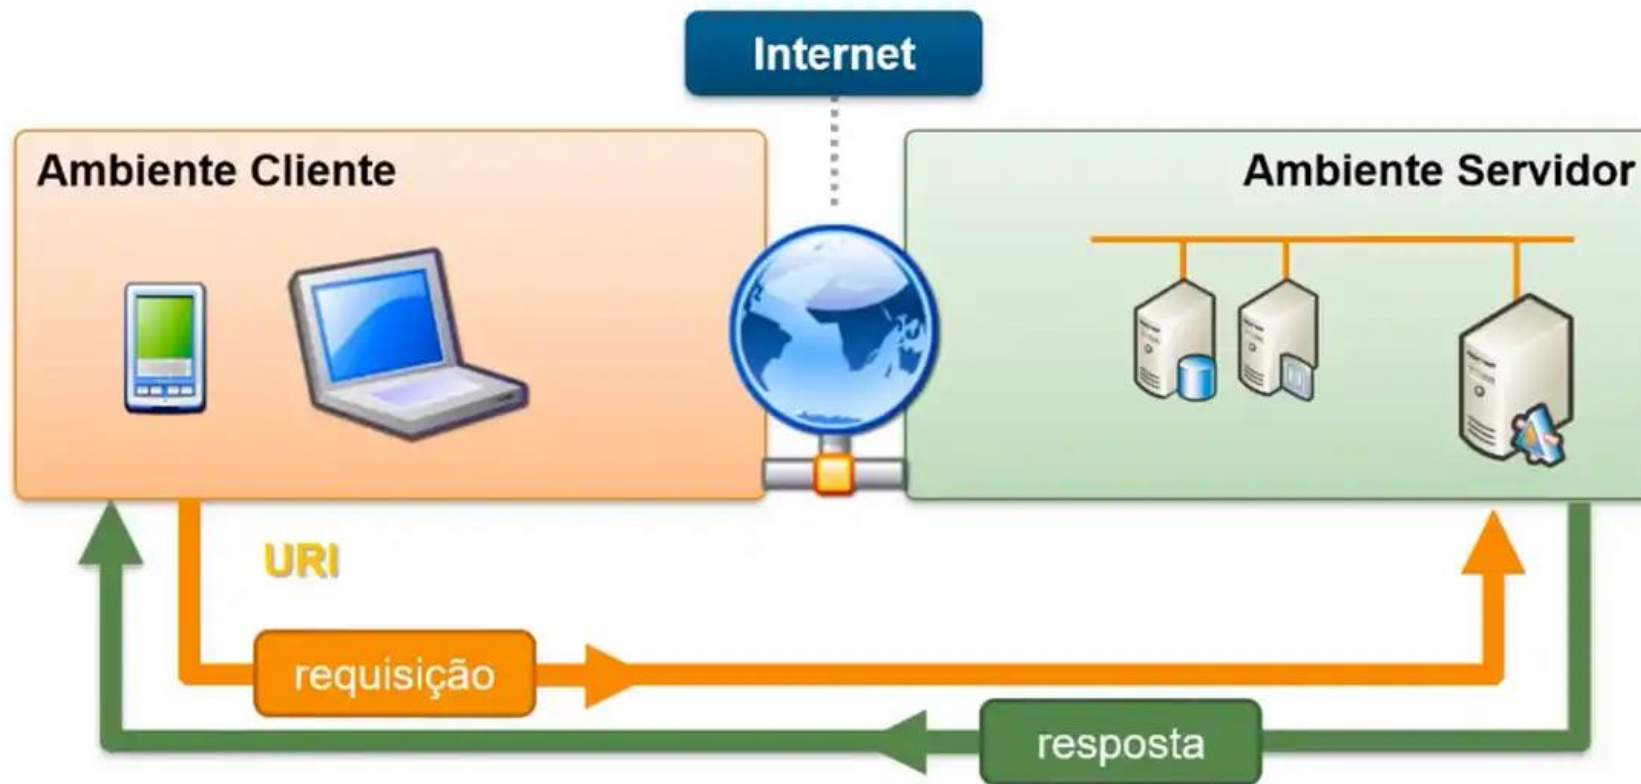 Internet
Ambiente Cliente
Ambiente Servidor
URI
requisição
resposta